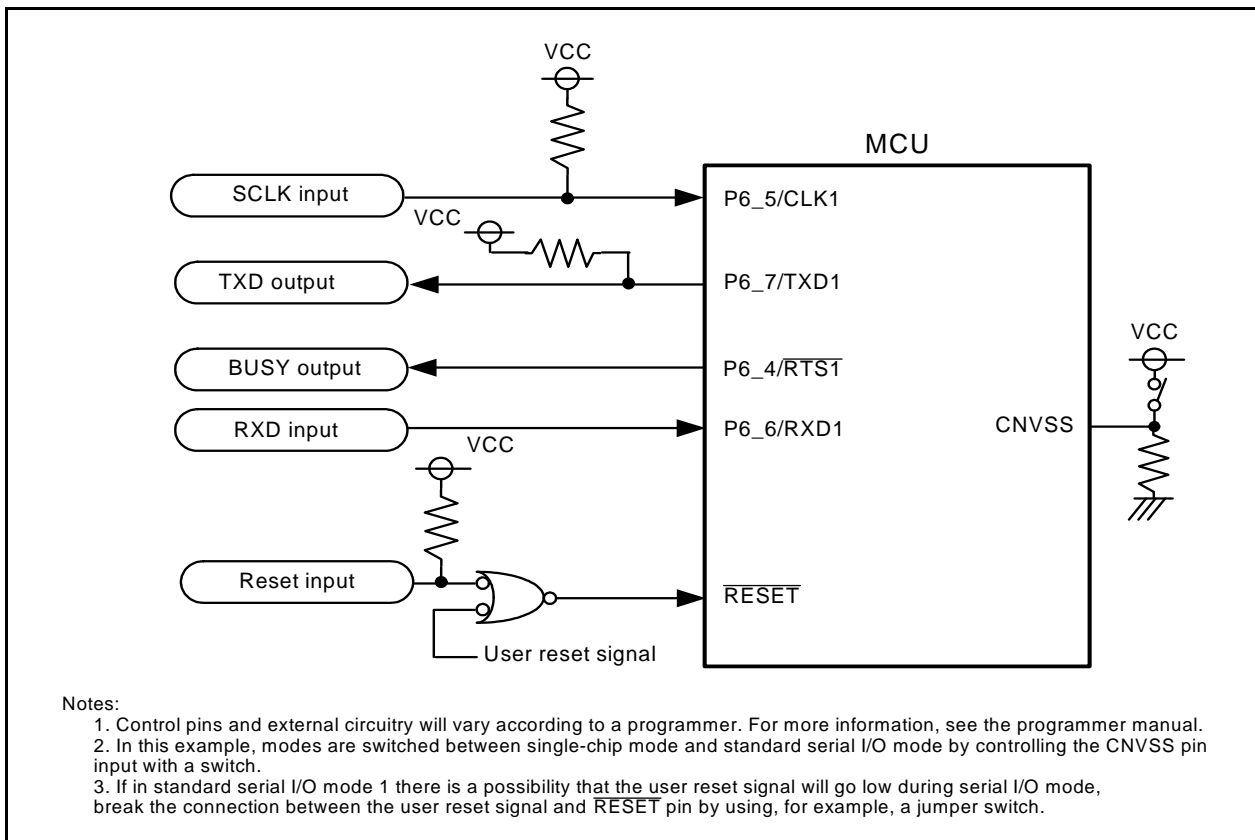 VCC
MCU
SCLK input
P6_5/CLK1
VCC
TXD output
P6_7/TXD1
VCC
BUSY output
P6_4/R̅T̅S̅1̅
RXD input
P6_6/RXD1
CNVSS
VCC
Reset input
R̅E̅S̅E̅T̅
User reset signal
Notes:
1. Control pins and external circuitry will vary according to a programmer. For more information, see the programmer manual.
2. In this example, modes are switched between single-chip mode and standard serial I/O mode by controlling the CNVSS pin
input with a switch.
3. If in standard serial I/O mode 1 there is a possibility that the user reset signal will go low during serial I/O mode,
break the connection between the user reset signal and R̅E̅S̅E̅T̅ pin by using, for example, a jumper switch.